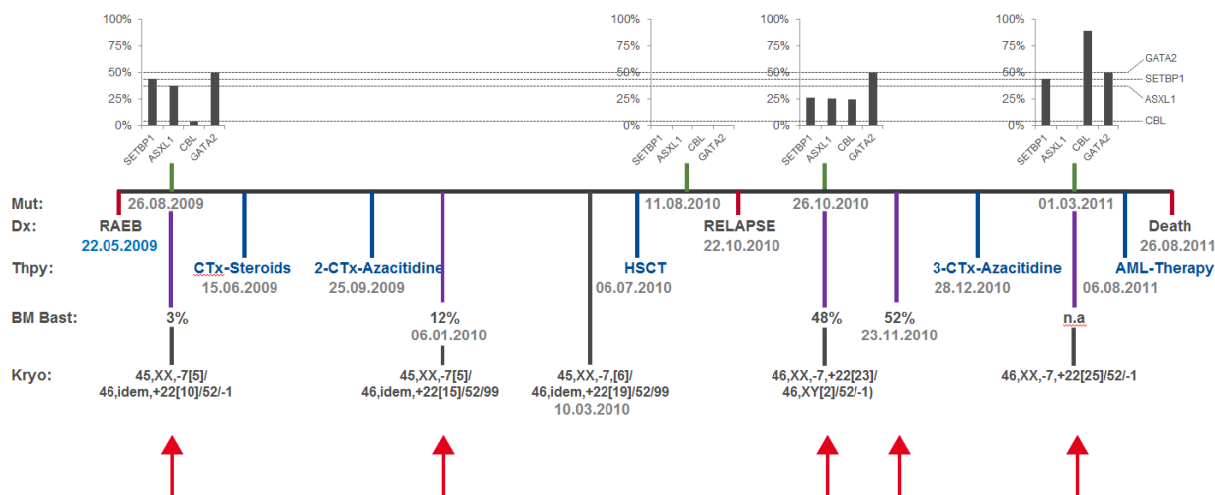 100% 100% 100% 100%
75% 75% 75% 75%
GATA2
50% 50% 50% 50%
SETBP1
25% 25% 25% 25%
ASXL1
CBL
0% 0% 0% 0%
SETBP1 ASXL1 CBL GATA2 SETBP1 ASXL1 CBL GATA2 SETBP1 ASXL1 CBL GATA2 SETBP1 ASXL1 CBL GATA2
Mut: 26.08.2009 11.08.2010 26.10.2010 01.03.2011
Dx: RAEB RELAPSE Death
22.05.2009 22.10.2010 26.08.2011
Thpy: CTx-Steroids 2-CTx-Azacitidine HSCT 3-CTx-Azacitidine AML-Therapy
15.06.2009 25.09.2009 06.07.2010 28.12.2010 06.08.2011
BM Bast: 3% 12% 48% 52% n.a
06.01.2010 23.11.2010
Kryo: 45,XX,-7[5]/ 45,XX,-7[5]/ 45,XX,-7,[6]/ 46,XX,-7,+22[23]/ 46,XX,-7,+22[25]/52/-1
46,idem,+22[10]/52/-1 46,idem,+22[15]/52/99 46,idem,+22[19]/52/99 46,XY[2]/52/-1)
10.03.2010